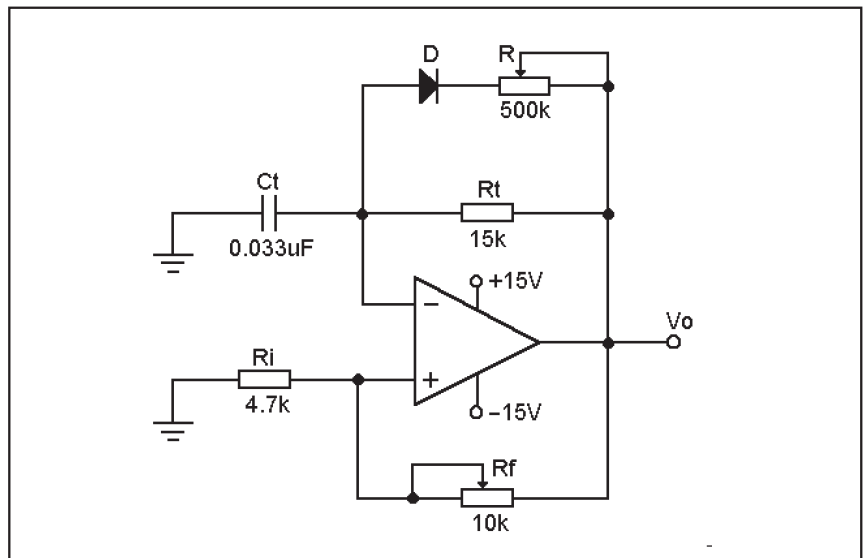 D
R
500k
Ct
Rt
0.033uF
15k
+15V
−
Vo
Ri
+
4.7k
−15V
Rf
10k